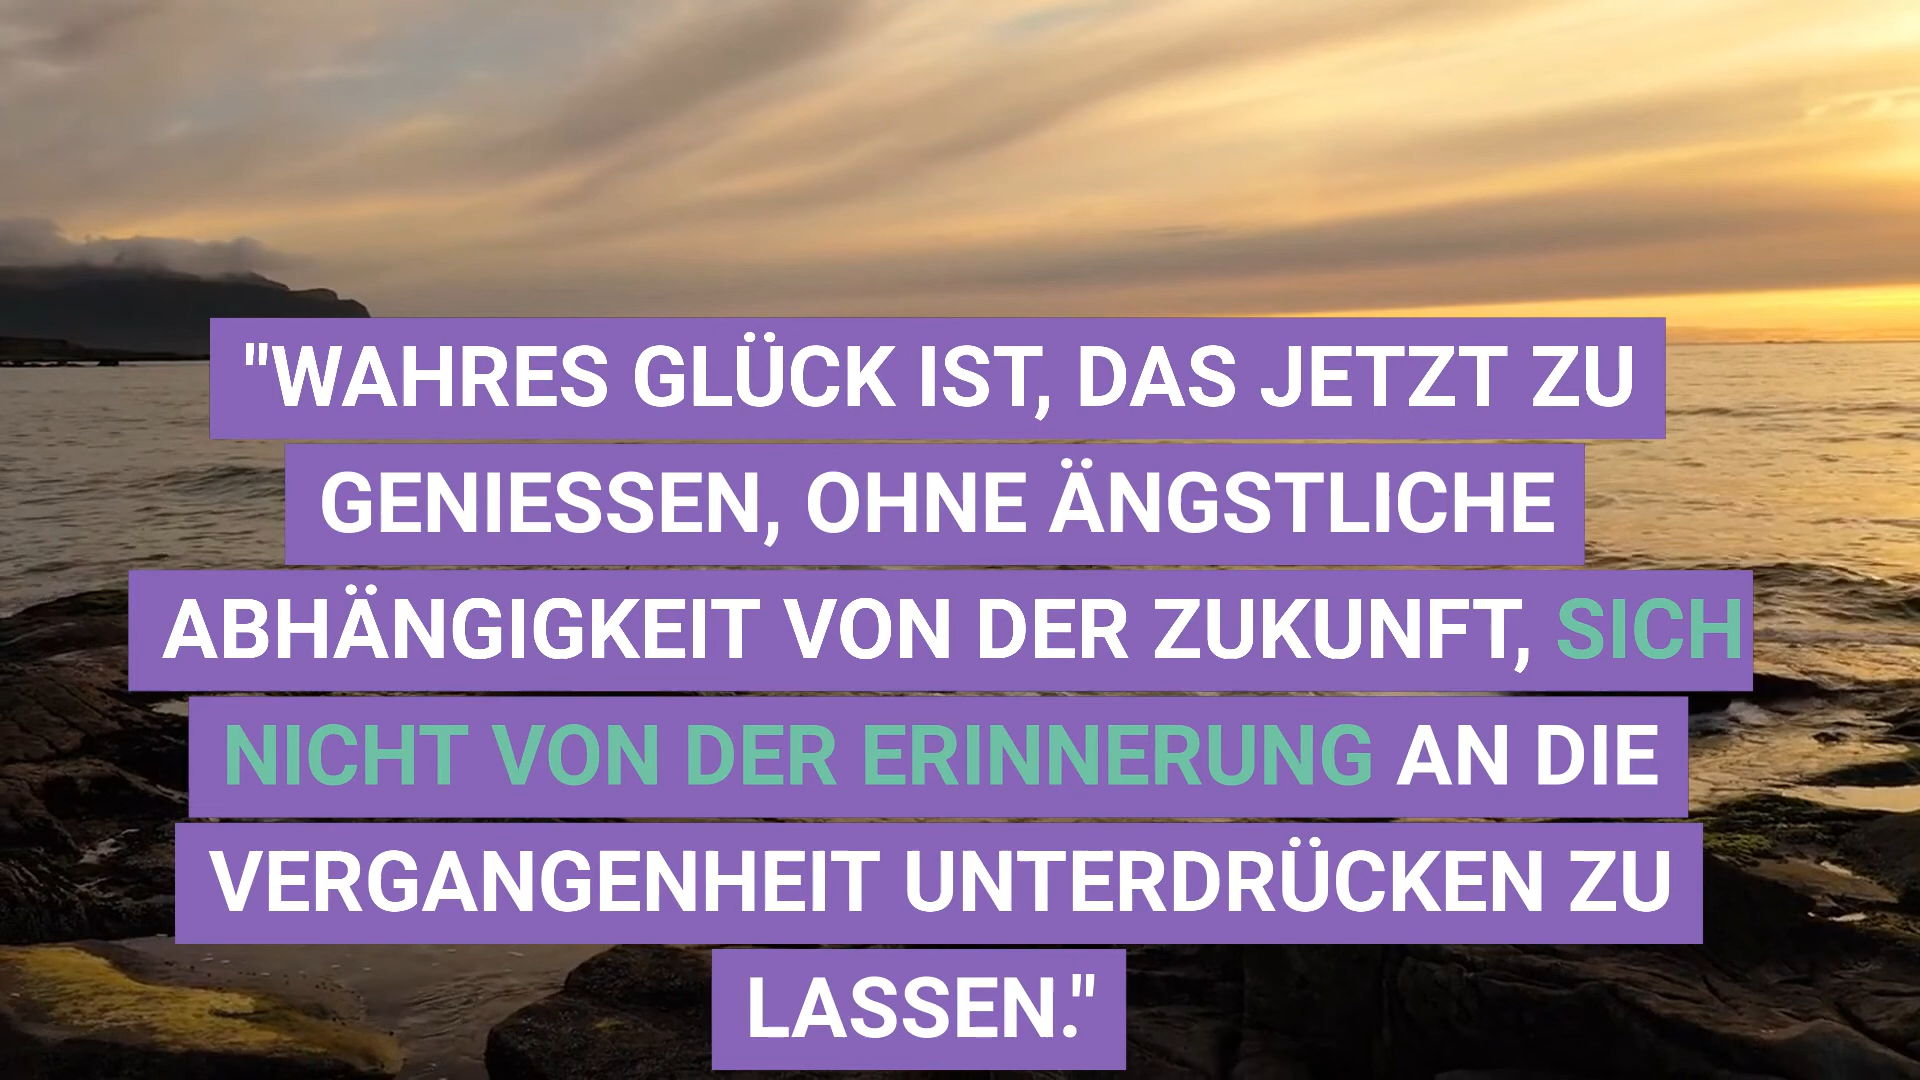 "WAHRES GLÜCK IST, DAS JETZT ZU
GENIESSEN, OHNE ÄNGSTLICHE
ABHÄNGIGKEIT VON DER ZUKUNFT, SICH
NICHT VON DER ERINNERUNG AN DIE
VERGANGENHEIT UNTERDRÜCKEN ZU
LASSEN."